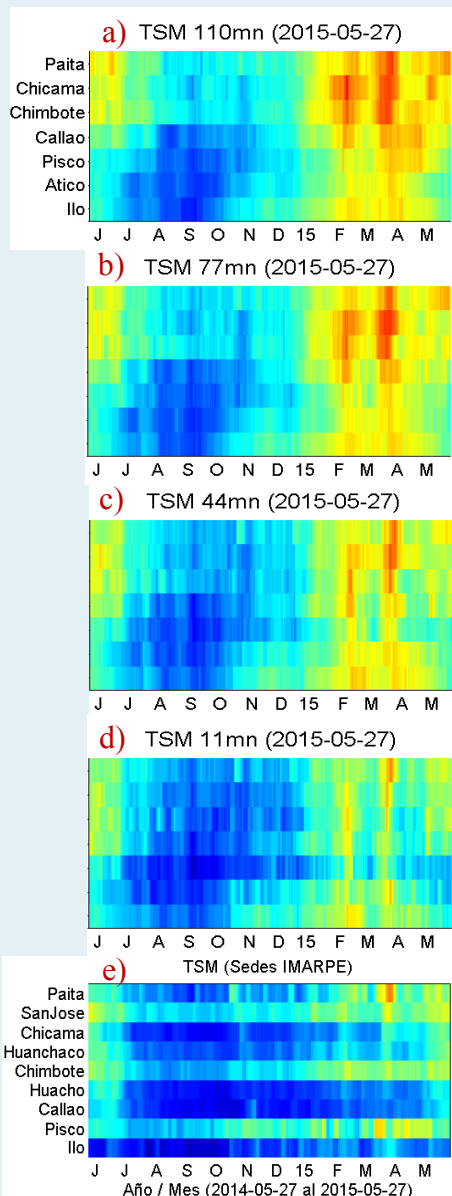 a) TSM 110mn (2015-05-27)
Paita
Chicama
Chimbote
Callao
Pisco
Atico
Ilo
J J A S O N D 15 F M A M
b) TSM 77mn (2015-05-27)
J J A S O N D 15 F M A M
c) TSM 44mn (2015-05-27)
J J A S O N D 15 F M A M
d) TSM 11mn (2015-05-27)
J J A S O N D 15 F M A M
e) TSM (Sedes IMARPE)
Paita
SanJose
Chicama
Huanchaco
Chimbote
Huacho
Callao
Pisco
Ilo
J J A S O N D 15 F M A M
Año / Mes (2014-05-27 al 2015-05-27)